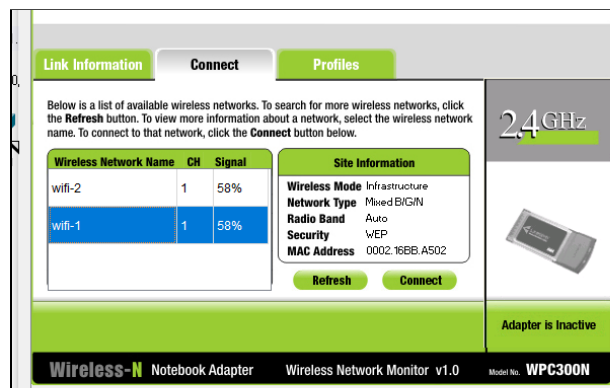 Link Information Connect Profiles
Below is a list of available wireless networks. To search for more wireless networks, click
the Refresh button. To view more information about a network, select the wireless network
name. To connect to that network, click the Connect button below.
2.4GHz
Wireless Network Name CH Signal
wifi-2 1 58%
wifi-1 1 58%
Site Information
Wireless Mode Infrastructure
Network Type Mixed B/G/N
Radio Band Auto
Security WEP
MAC Address 0002.16BB.A502
Refresh Connect
Adapter is Inactive
Wireless-N Notebook Adapter Wireless Network Monitor v1.0 Model No. WPC300N